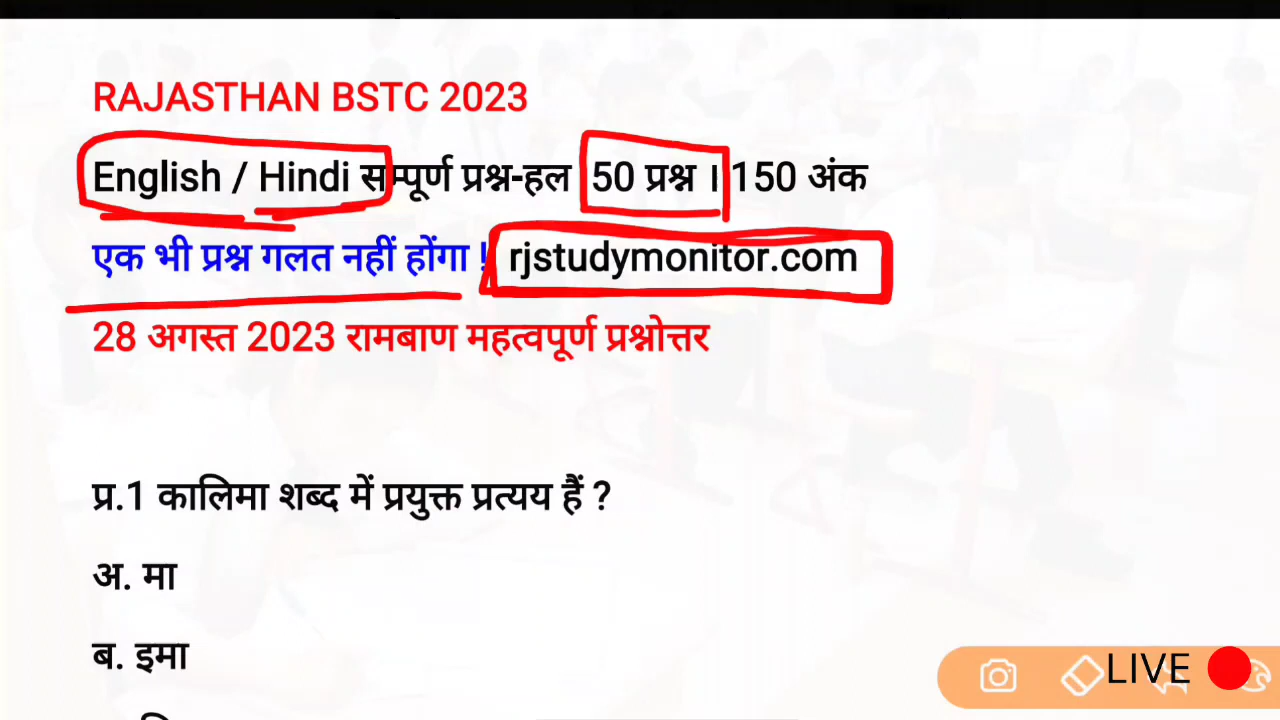 RAJASTHAN BSTC 2023
English / Hindi सम्पूर्ण प्रश्न-हल 50 प्रश्न । 150 अंक
एक भी प्रश्न गलत नहीं होंगा ! rjstudymonitor.com
28 अगस्त 2023 रामबाण महत्वपूर्ण प्रश्नोत्तर
प्र.1 कालिमा शब्द में प्रयुक्त प्रत्यय हैं ?
अ. मा
ब. इमा
LIVE